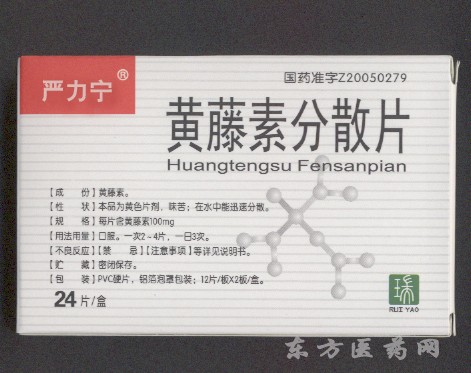 严力宁®
国药准字Z20050279
黄藤素分散片
Huangtengsu Fensanpian
【成　份】黄藤素。
【性　状】本品为黄色片剂，味苦；在水中能迅速分散。
【规　格】每片含黄藤素100mg
【用法用量】口服。一次2-4片，一日3次。
【不良反应】【禁　忌】【注意事项】等详见说明书。
【贮　藏】密闭保存。
【包　装】PVC硬片，铝箔泡罩包装；12片/板X2板/盒。
24片/盒
瑞
RUI YAO
东方医药网